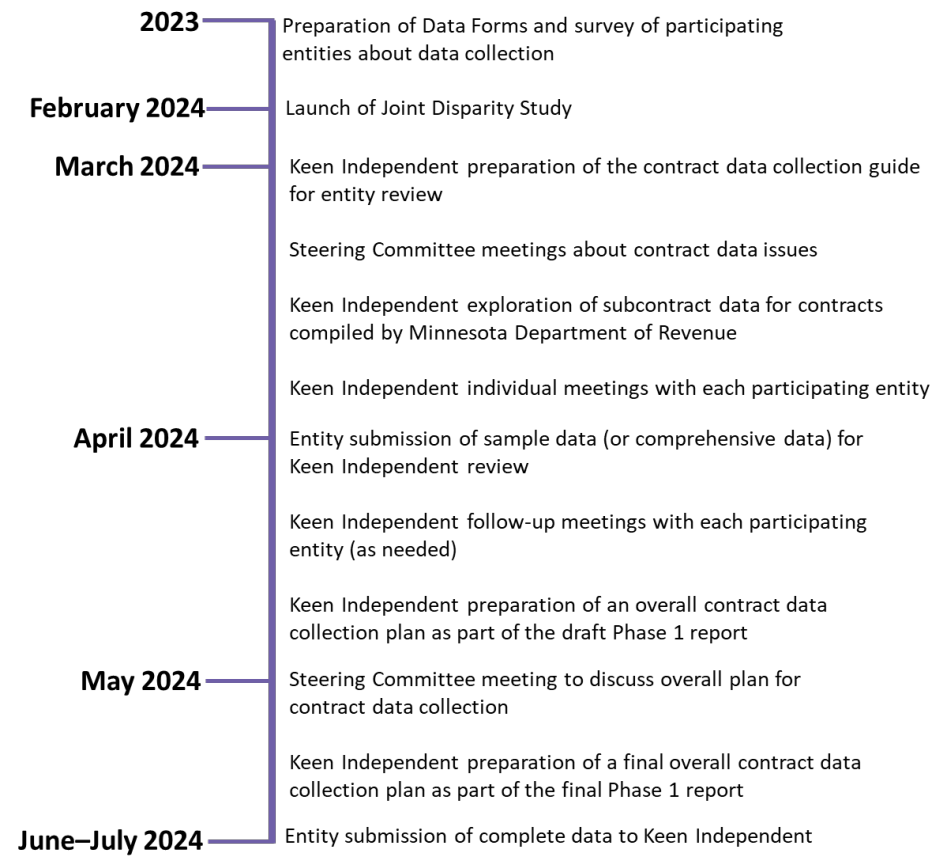 2023
Preparation of Data Forms and survey of participating
entities about data collection
February 2024
Launch of Joint Disparity Study
March 2024
Keen Independent preparation of the contract data collection guide
for entity review
Steering Committee meetings about contract data issues
Keen Independent exploration of subcontract data for contracts
compiled by Minnesota Department of Revenue
Keen Independent individual meetings with each participating entity
April 2024
Entity submission of sample data (or comprehensive data) for
Keen Independent review
Keen Independent follow-up meetings with each participating
entity (as needed)
Keen Independent preparation of an overall contract data
collection plan as part of the draft Phase 1 report
May 2024
Steering Committee meeting to discuss overall plan for
contract data collection
Keen Independent preparation of a final overall contract data
collection plan as part of the final Phase 1 report
June–July 2024
Entity submission of complete data to Keen Independent